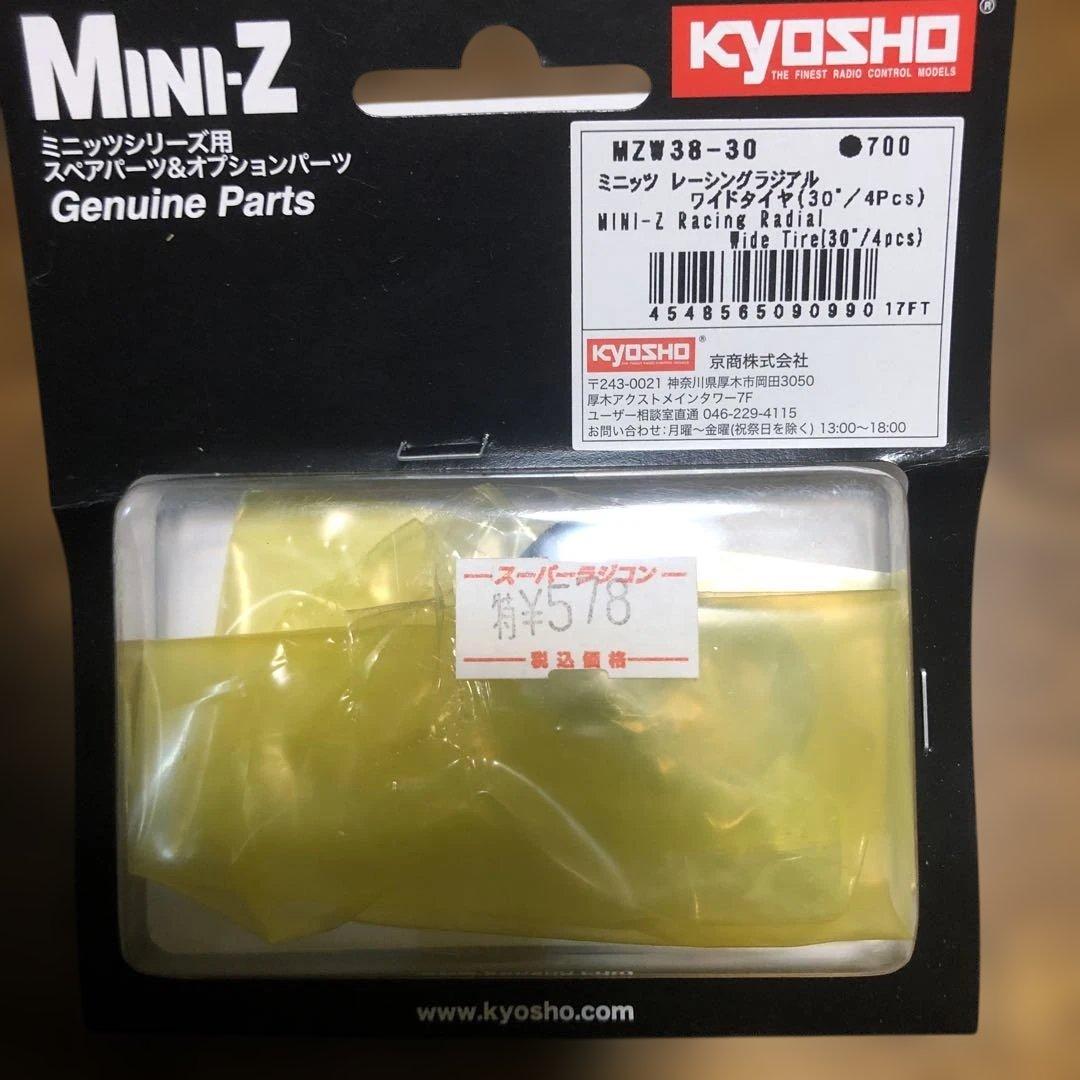 MINI-Z
ミニッツシリーズ用
スペアパーツ&オプションパーツ
Genuine Parts
KYOSHO ®
THE FINEST RADIO CONTROL MODELS
MZW38-30 ●700
ミニッツ レーシングラジアル
ワイドタイヤ(30°/4Pcs)
MINI-Z Racing Radial
Wide Tire(30°/4pcs)
4548565090990 17FT
KYOSHO ®
THE FINEST RADIO CONTROL MODELS
京商株式会社
〒243-0021 神奈川県厚木市岡田3050
厚木アクストメインタワー7F
ユーザー相談室直通 046-229-4115
お問い合わせ:月曜〜金曜(祝祭日を除く) 13:00〜18:00
スーパーラジコン
特¥578
税込価格
www.kyosho.com